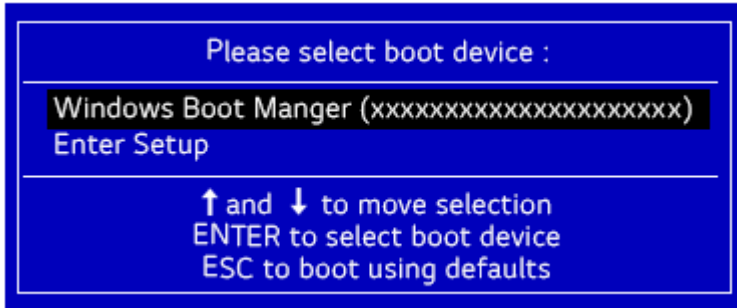 Please select boot device :
Windows Boot Manger (xxxxxxxxxxxxxxxxxxxxx)
Enter Setup
↑ and ↓ to move selection
ENTER to select boot device
ESC to boot using defaults